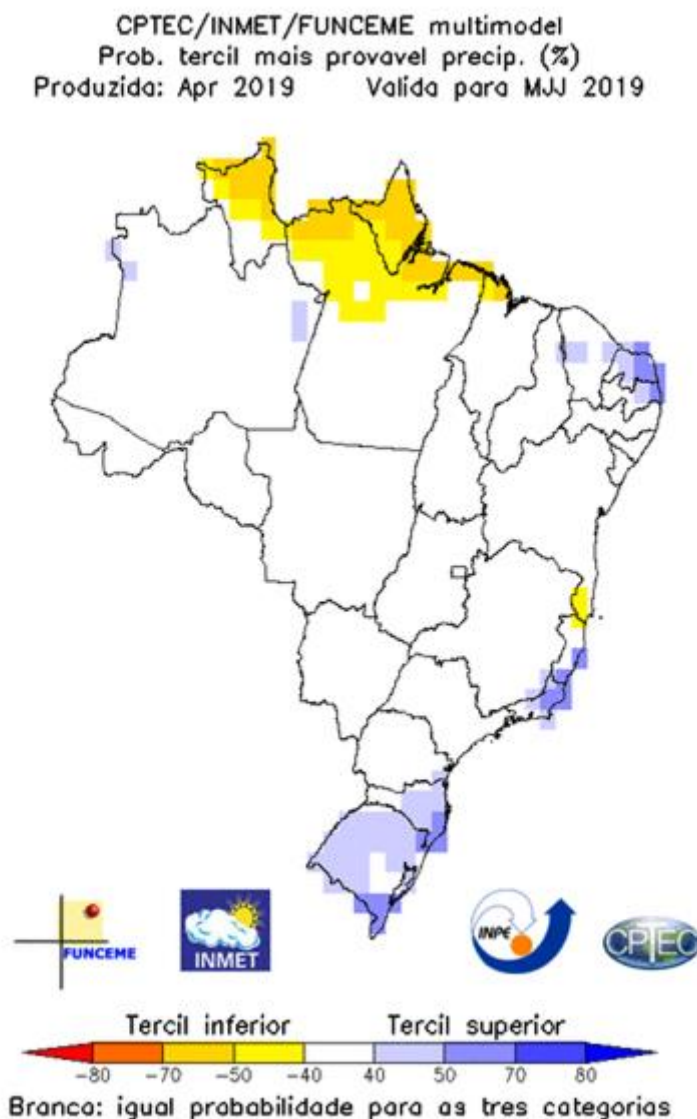 CPTEC/INMET/FUNCEME multimodel
Prob. tercil mais provavel precip. (%)
Produzida: Apr 2019 Valida para MJJ 2019
FUNCEME
INMET
INPE
CPTEC
Tercil inferior Tercil superior
-80 -70 -50 -40 40 50 70 80
Branco: igual probabilidade para as tres categorias